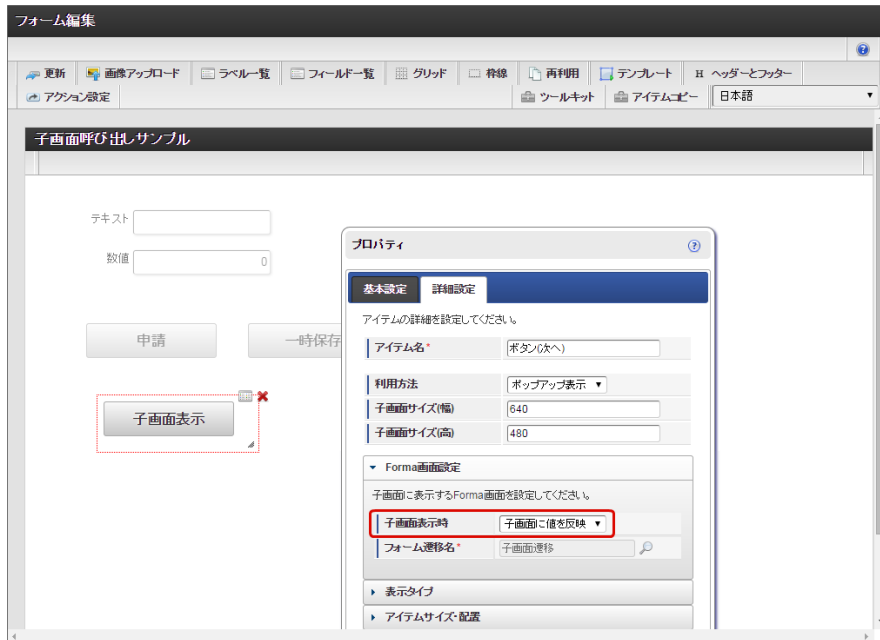 フォーム編集
更新 画像アップロード ラベル一覧 フィールド一覧 グリッド 枠線 再利用 テンプレート H ヘッダーとフッター
アクション設定 ツールキット アイテムコピー 日本語
子画面呼び出しサンプル
テキスト
数値 0
申請 一時保存
子画面表示
プロパティ
基本設定 詳細設定
アイテムの詳細を設定してください。
アイテム名* ボタン(次へ)
利用方法 ポップアップ表示
子画面サイズ(幅) 640
子画面サイズ(高) 480
Forma画面設定
子画面に表示するForma画面を設定してください。
子画面表示時 子画面に値を反映
フォーム遷移名* 子画面遷移
表示タイプ
アイテムサイズ・配置